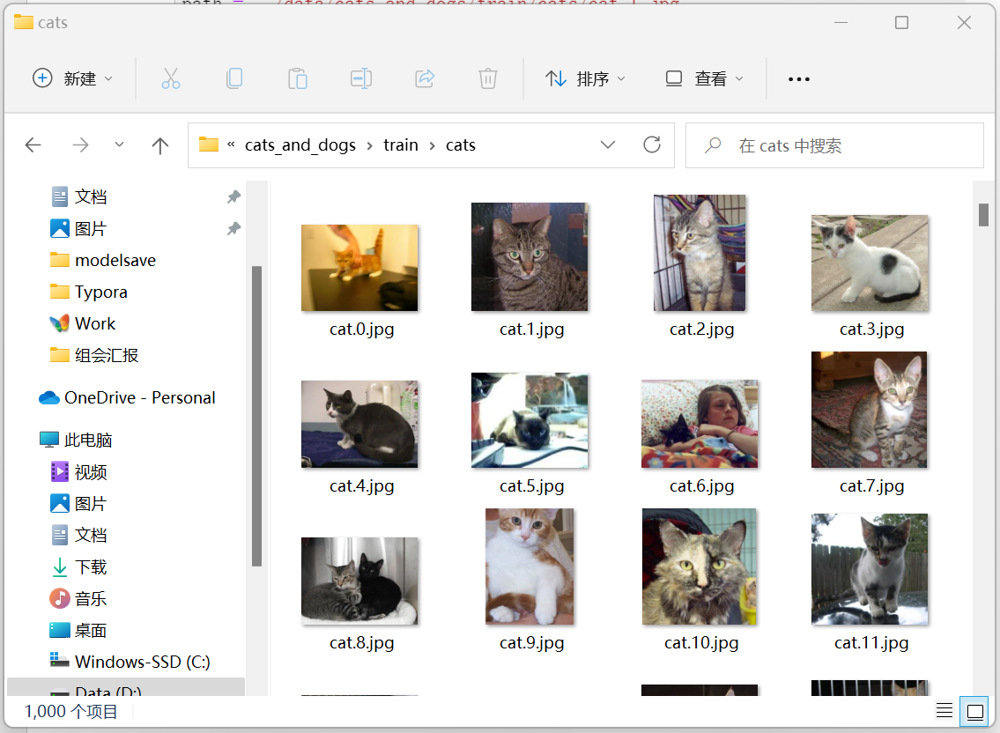 cats
新建
排序
查看
« cats_and_dogs › train › cats
在 cats 中搜索
文档
图片
modelsave
Typora
Work
组会汇报
OneDrive - Personal
此电脑
视频
图片
文档
下载
音乐
桌面
Windows-SSD (C:)
Data (D:)
cat.0.jpg cat.1.jpg cat.2.jpg cat.3.jpg
cat.4.jpg cat.5.jpg cat.6.jpg cat.7.jpg
cat.8.jpg cat.9.jpg cat.10.jpg cat.11.jpg
1,000 个项目